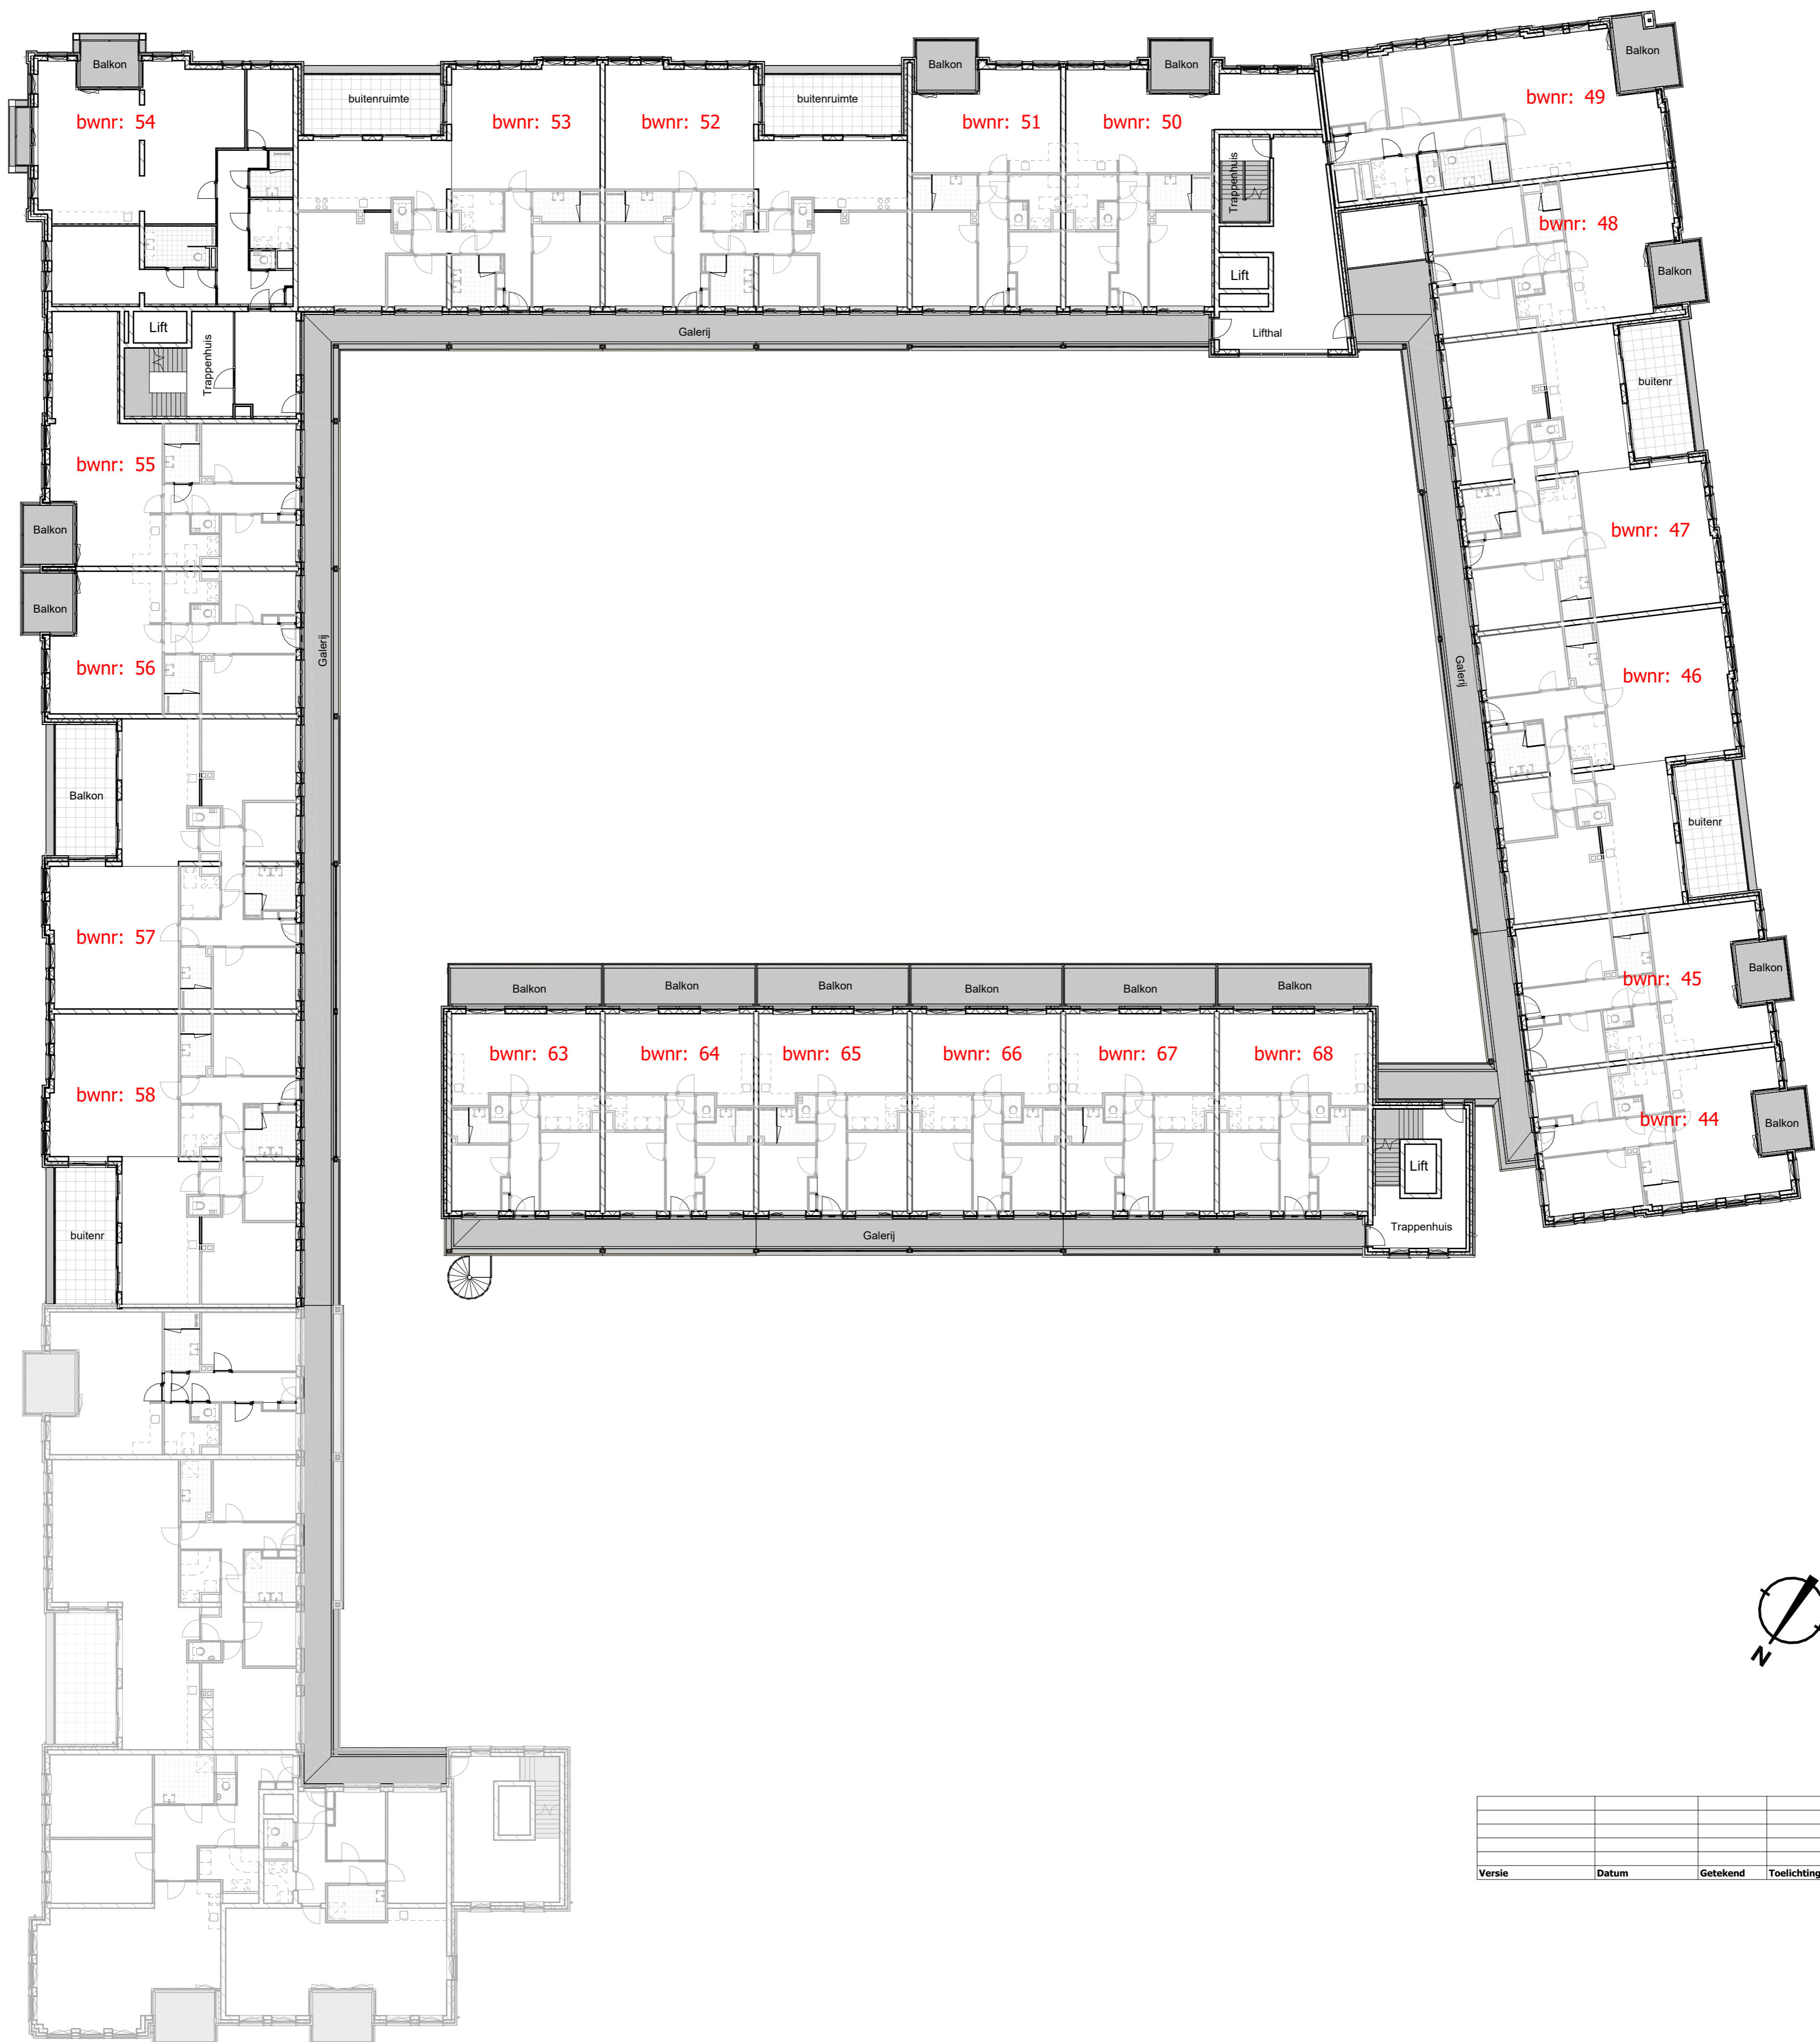 Balkon
Balkon
Balkon
Balkon
buitenruimte
buitenruimte
bwnr: 54
bwnr: 53
bwnr: 52
bwnr: 51
bwnr: 50
bwnr: 49
Trappenhuis
bwnr: 48
Lift
Balkon
Lift
Trappenhuis
Galerij
Lifthal
buitenr
bwnr: 55
Balkon
bwnr: 47
Balkon
Galerij
bwnr: 56
Galerij
bwnr: 46
Balkon
buitenr
bwnr: 57
Balkon
Balkon
Balkon
Balkon
Balkon
Balkon
bwnr: 45
Balkon
bwnr: 63
bwnr: 64
bwnr: 65
bwnr: 66
bwnr: 67
bwnr: 68
bwnr: 58
bwnr: 44
Balkon
Lift
Trappenhuis
buitenr
Galerij
N
Versie Datum Getekend Toelichting